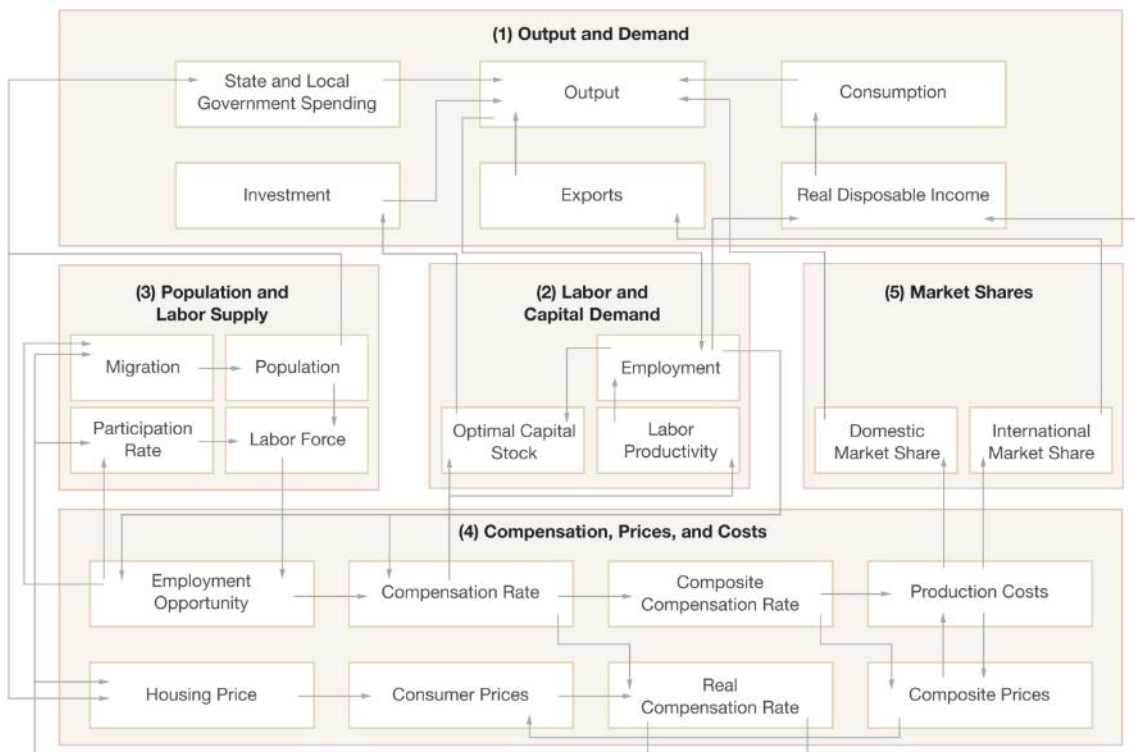 (1) Output and Demand
State and Local
Government Spending
Output
Consumption
Investment
Exports
Real Disposable Income
(3) Population and
Labor Supply
Migration
Population
Participation
Rate
Labor Force
(2) Labor and
Capital Demand
Employment
Optimal Capital
Stock
Labor
Productivity
(5) Market Shares
Domestic
Market Share
International
Market Share
(4) Compensation, Prices, and Costs
Employment
Opportunity
Compensation Rate
Composite
Compensation Rate
Production Costs
Housing Price
Consumer Prices
Real
Compensation Rate
Composite Prices